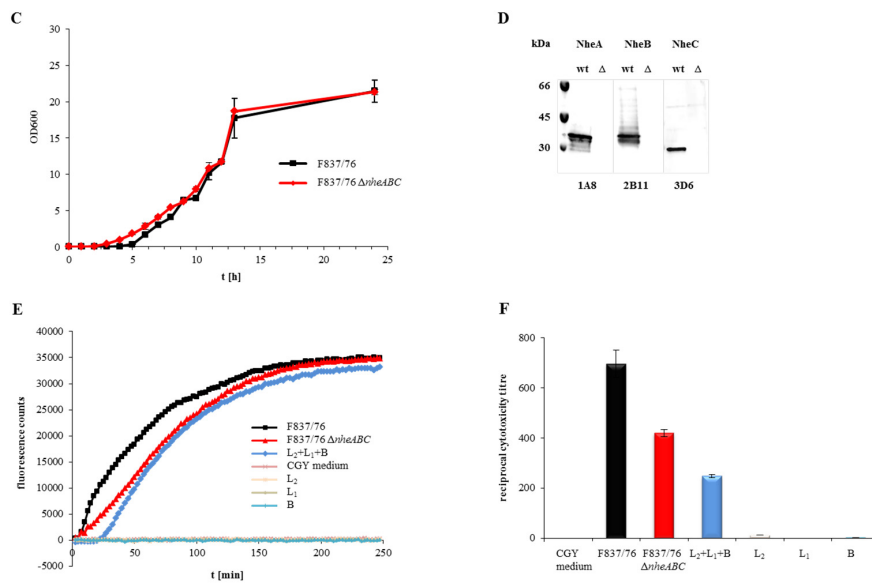 C
OD600
30
25
20
15
10
5
0
F837/76
F837/76 ΔnheABC
0 5 10 15 20 25
t [h]
D
kDa NheA NheB NheC
wt Δ wt Δ wt Δ
66
45
30
1A8 2B11 3D6
E
fluorescence counts
40000
35000
30000
25000
20000
15000
10000
5000
0
-5000
F837/76
F837/76 ΔnheABC
L₂+L₁+B
CGY medium
L₂
L₁
B
0 50 100 150 200 250
t [min]
F
reciprocal cytotoxicity titre
800
600
400
200
0
CGY F837/76 F837/76 L₂+L₁+B L₂ L₁ B
medium ΔnheABC